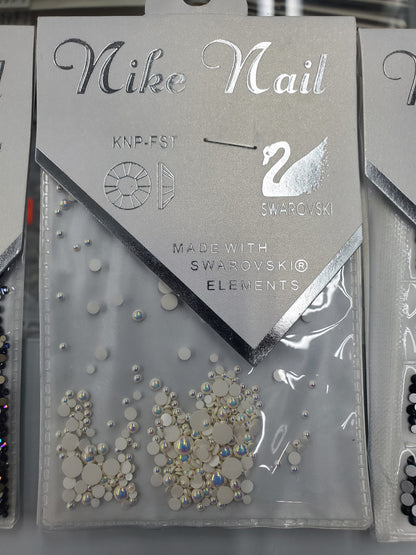 Nike Nail
KNP-FST
SWAROVSKI
MADE WITH
SWAROVSKI®
ELEMENTS